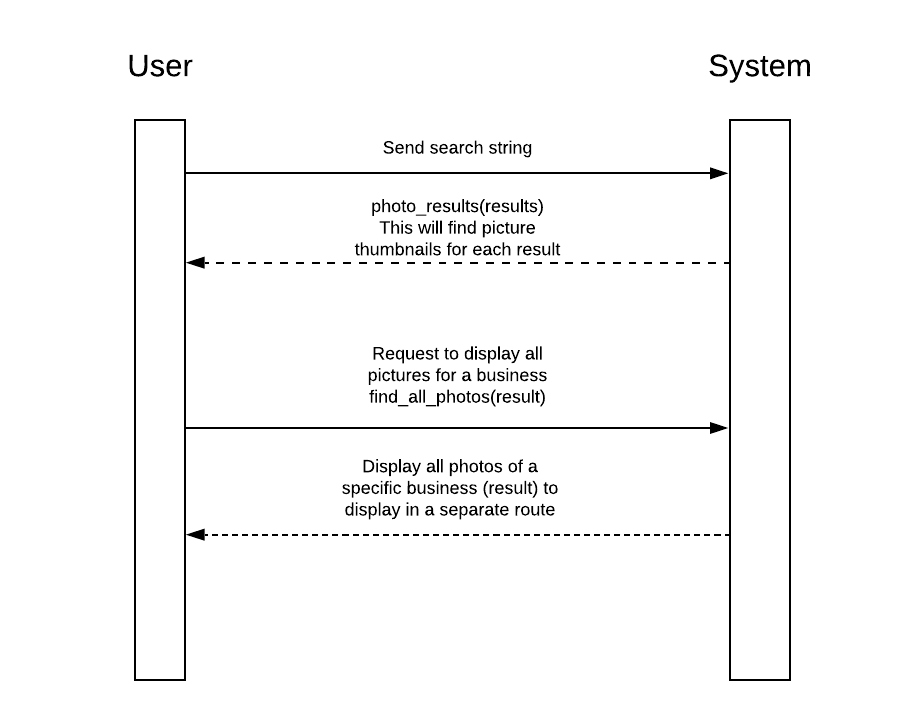 User
System
Send search string
photo_results(results)
This will find picture
thumbnails for each result
Request to display all
pictures for a business
find_all_photos(result)
Display all photos of a
specific business (result) to
display in a separate route